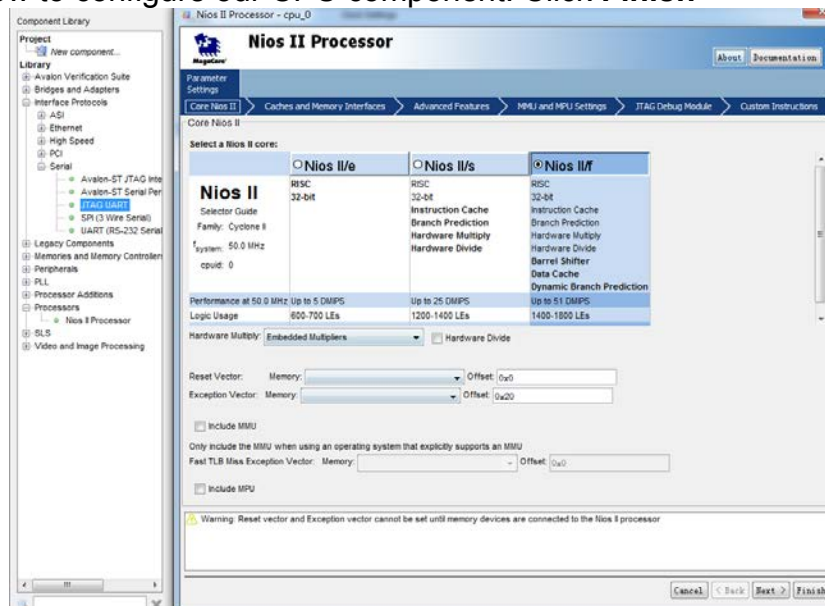 to configure our CPU component. Click Finish
Component Library
Project
New component...
Library
Avalon Verification Suite
Bridges and Adapters
Interface Protocols
ASI
Ethernet
High Speed
PCI
Serial
Avalon-ST JTAG Inte
Avalon-ST Serial Per
JTAG UART
SPI (3 Wire Serial)
UART (RS-232 Serial
Legacy Components
Memories and Memory Controllers
Peripherals
PLL
Processor Additions
Processors
Nios II Processor
SLS
Video and Image Processing
Nios II Processor - cpu_0
MegaCore'
Nios II Processor
About Documentation
Parameter
Settings
Core Nios II > Caches and Memory Interfaces > Advanced Features > MMU and MPU Settings > JTAG Debug Module > Custom Instructions
Core Nios II
Select a Nios II core:
Nios II/e Nios II/s Nios II/f
Nios II
Selector Guide
Family: Cyclone II
fsystem: 50.0 MHz
cpuid: 0
RISC
32-bit
RISC
32-bit
Instruction Cache
Branch Prediction
Hardware Multiply
Hardware Divide
RISC
32-bit
Instruction Cache
Branch Prediction
Hardware Multiply
Hardware Divide
Barrel Shifter
Data Cache
Dynamic Branch Prediction
Performance at 50.0 MHz Up to 5 DMIPS Up to 25 DMIPS Up to 51 DMIPS
Logic Usage 600-700 LEs 1200-1400 LEs 1400-1800 LEs
Hardware Multiply: Embedded Multipliers Hardware Divide
Reset Vector: Memory: Offset: 0x0
Exception Vector: Memory: Offset: 0x20
Include MMU
Only include the MMU when using an operating system that explicitly supports an MMU
Fast TLB Miss Exception Vector: Memory: Offset: 0x0
Include MPU
Warning: Reset vector and Exception vector cannot be set until memory devices are connected to the Nios II processor
Cancel < Back Next > Finish